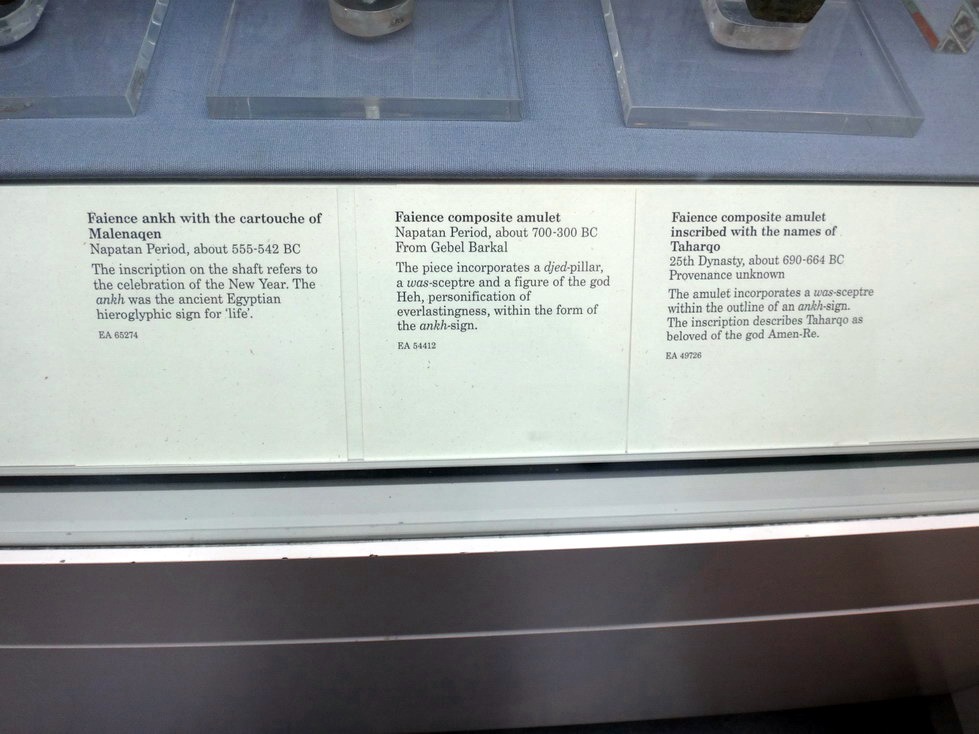 Faience ankh with the cartouche of
Malenaqen
Napatan Period, about 555-542 BC
The inscription on the shaft refers to
the celebration of the New Year. The
ankh was the ancient Egyptian
hieroglyphic sign for 'life'.
EA 65274
Faience composite amulet
Napatan Period, about 700-300 BC
From Gebel Barkal
The piece incorporates a djed-pillar,
a was-sceptre and a figure of the god
Heh, personification of
everlastingness, within the form of
the ankh-sign.
EA 54412
Faience composite amulet
inscribed with the names of
Taharqo
25th Dynasty, about 690-664 BC
Provenance unknown
The amulet incorporates a was-sceptre
within the outline of an ankh-sign.
The inscription describes Taharqo as
beloved of the god Amen-Re.
EA 49726